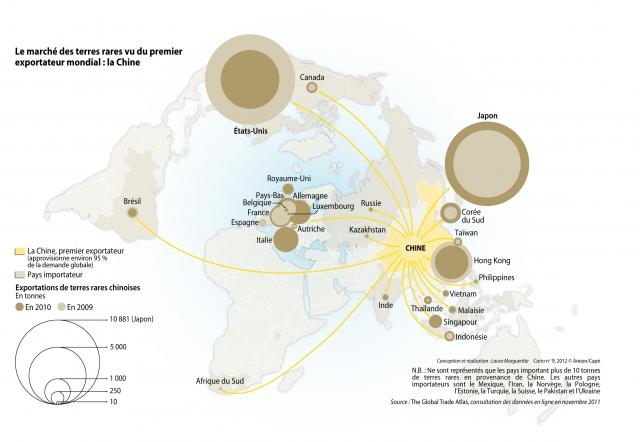 Le marché des terres rares vu du premier
exportateur mondial : la Chine
Canada
États-Unis
Japon
Royaume-Uni
Pays-Bas
Allemagne
Belgique
Luxembourg
France
Espagne
Autriche
Italie
Russie
Kazakhstan
Brésil
Corée
du Sud
Taïwan
CHINE
Hong Kong
Philippines
Vietnam
Inde
Thaïlande
Malaisie
Singapour
Indonésie
Afrique du Sud
La Chine, premier exportateur
(approvisionne environ 95 %
de la demande globale)
Pays importateur
Exportations de terres rares chinoises
En tonnes
En 2010
En 2009
10 881 (Japon)
5 000
1 000
250
10
Conception et réalisation : Laura Margueritte Carto n° 9, 2012 © Areion/Capri
N.B. : Ne sont représentés que les pays important plus de 10 tonnes
de terres rares en provenance de Chine. Les autres pays
importateurs sont le Mexique, l'Iran, la Norvège, la Pologne,
l'Estonie, la Turquie, la Suisse, le Pakistan et l'Ukraine
Source : The Global Trade Atlas, consultation des données en ligne en novembre 2011